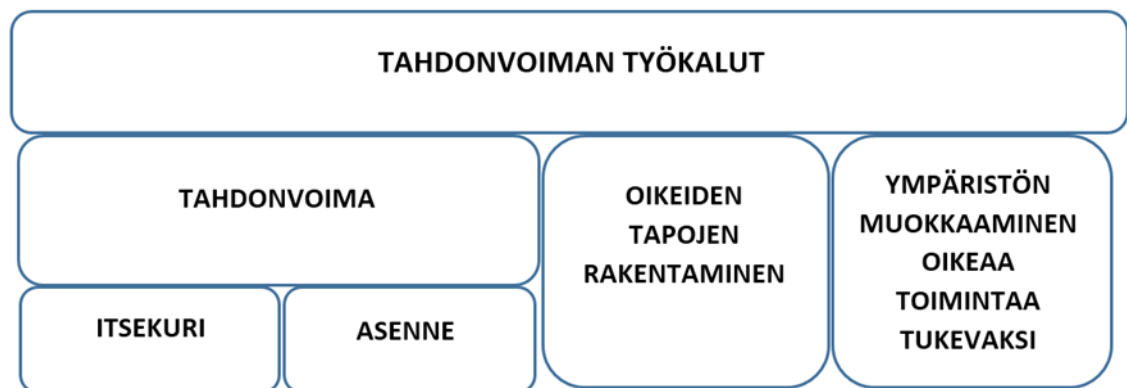 TAHDONVOIMAN TYÖKALUT
TAHDONVOIMA
ITSEKURI
ASENNE
OIKEIDEN
TAPOJEN
RAKENTAMINEN
YMPÄRISTÖN
MUOKKAAMINEN
OIKEAA
TOIMINTAA
TUKEVAKSI